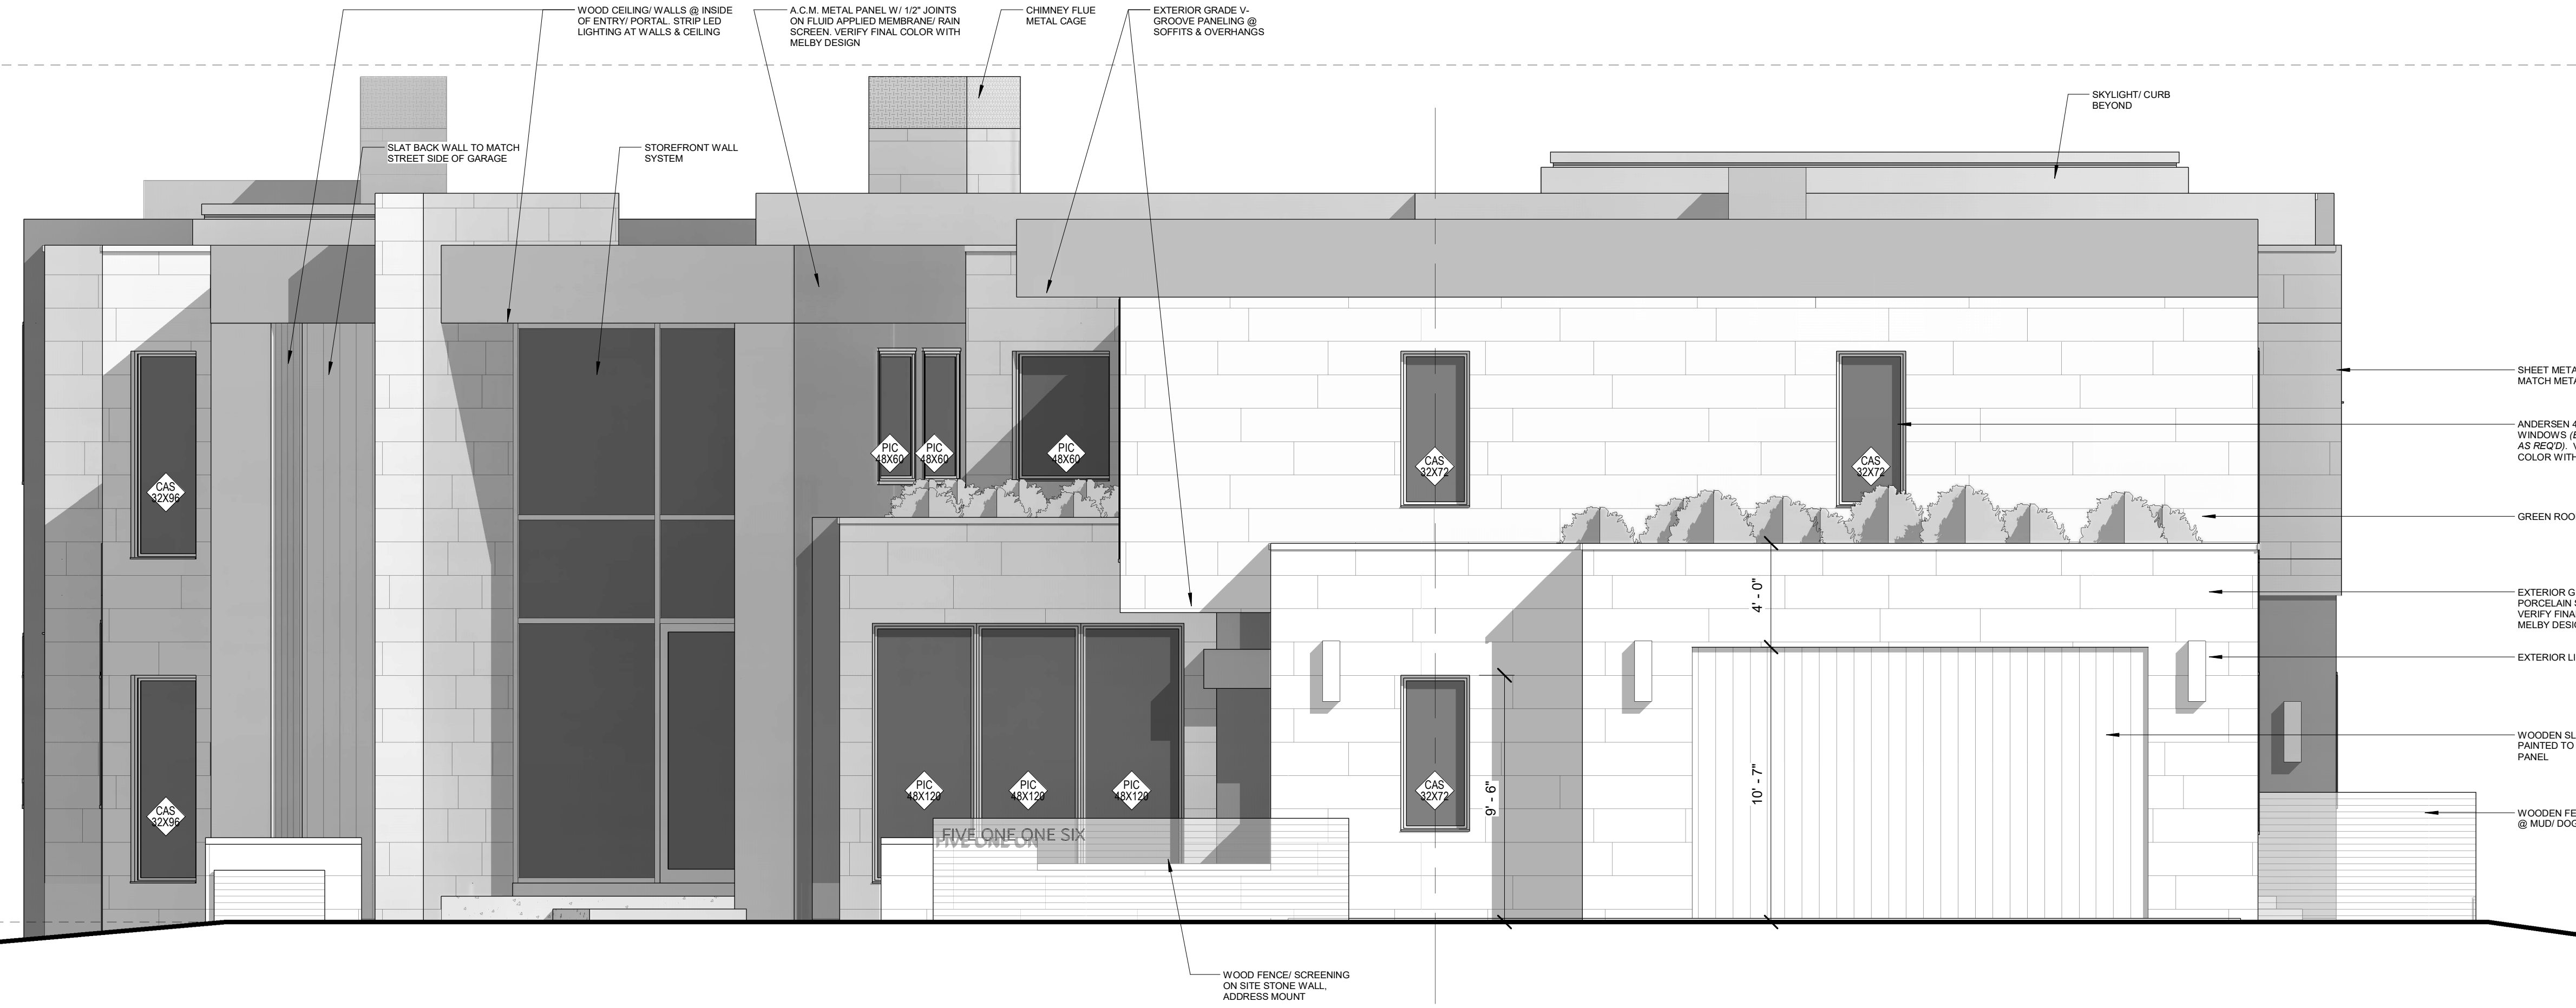 WOOD CEILING/ WALLS @ INSIDE
OF ENTRY/ PORTAL. STRIP LED
LIGHTING AT WALLS & CEILING
A.C.M. METAL PANEL W/ 1/2" JOINTS
ON FLUID APPLIED MEMBRANE/ RAIN
SCREEN. VERIFY FINAL COLOR WITH
MELBY DESIGN
CHIMNEY FLUE
METAL CAGE
EXTERIOR GRADE V-
GROOVE PANELING @
SOFFITS & OVERHANGS
SKYLIGHT/ CURB
BEYOND
SLAT BACK WALL TO MATCH
STREET SIDE OF GARAGE
STOREFRONT WALL
SYSTEM
SHEET META
MATCH META
ANDERSEN 4
WINDOWS (E
AS REQ'D). V
COLOR WITH
PIC
48X60
PIC
48X60
PIC
48X60
CAS
32X72
CAS
32X72
CAS
32X96
GREEN ROO
4' - 0"
EXTERIOR G
PORCELAIN S
VERIFY FINA
MELBY DESIG
EXTERIOR LI
WOODEN SL
PAINTED TO
PANEL
PIC
48X120
PIC
48X120
PIC
48X120
CAS
32X72
9' - 6"
10' - 7"
CAS
32X96
WOODEN FE
@ MUD/ DOG
FIVE ONE ONE SIX
WOOD FENCE/ SCREENING
ON SITE STONE WALL,
ADDRESS MOUNT